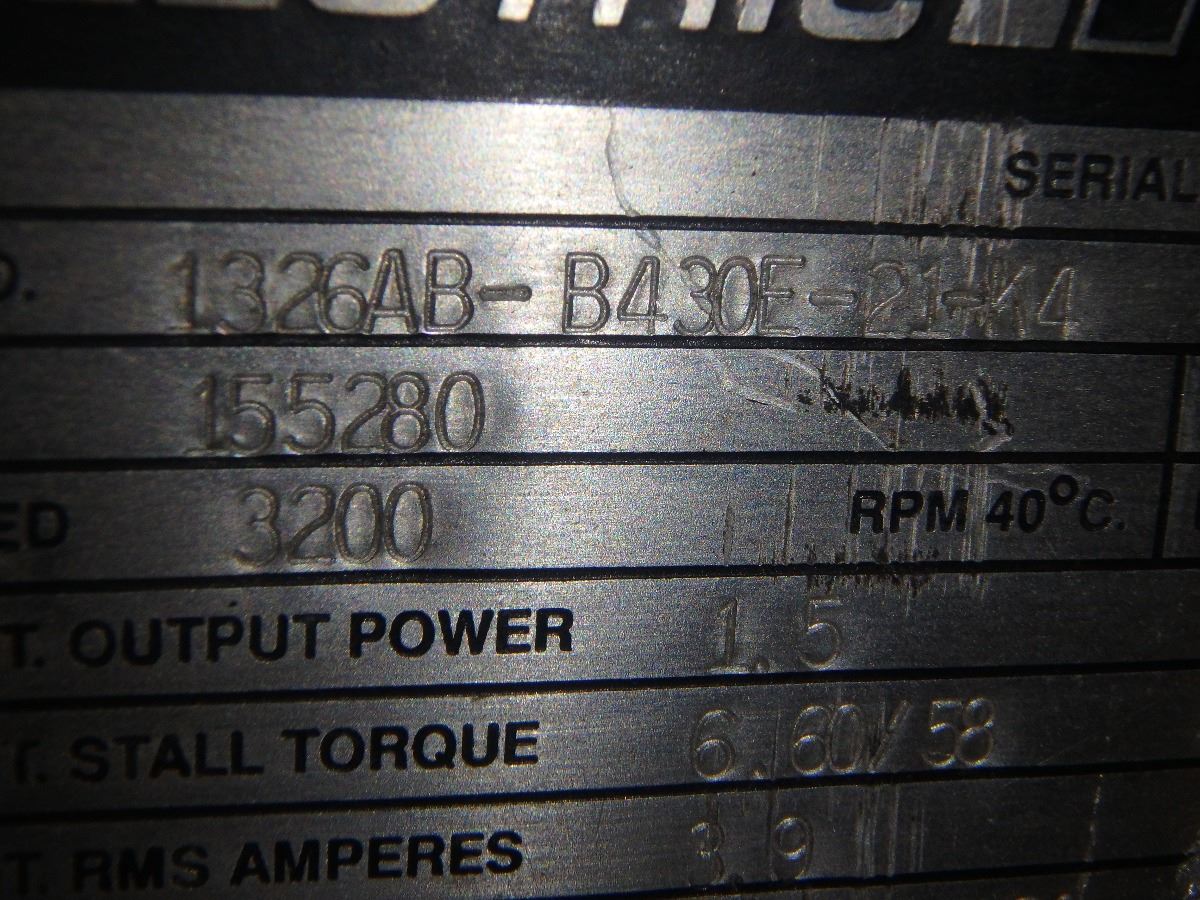 SERIAL
1326AB-B430E-21-K4
155280
3200 RPM 40°C.
T. OUTPUT POWER 1.5
T. STALL TORQUE 6.60/58
T. RMS AMPERES 3.9